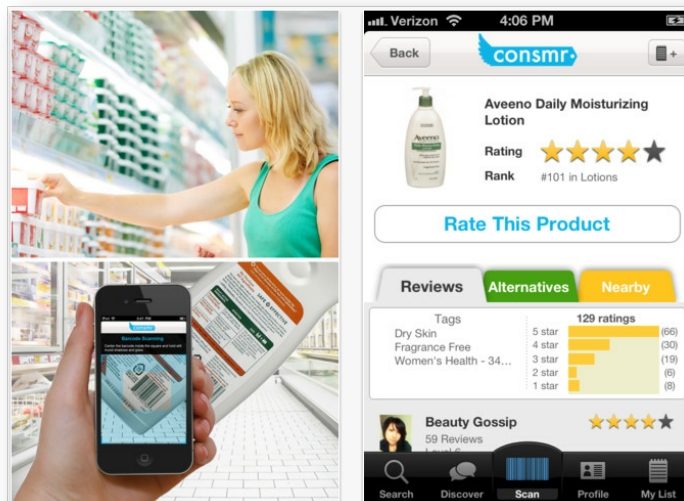 consmr
Barcode Scanning
Verizon 4:06 PM
Back
consmr
Aveeno Daily Moisturizing
Lotion
Aveeno
Rating
Rank #101 in Lotions
Rate This Product
Reviews Alternatives Nearby
Tags
Dry Skin
Fragrance Free
Women's Health - 34...
129 ratings
5 star (66)
4 star (30)
3 star (19)
2 star (6)
1 star (8)
Beauty Gossip
59 Reviews
Level 6
Search Discover Scan Profile My List